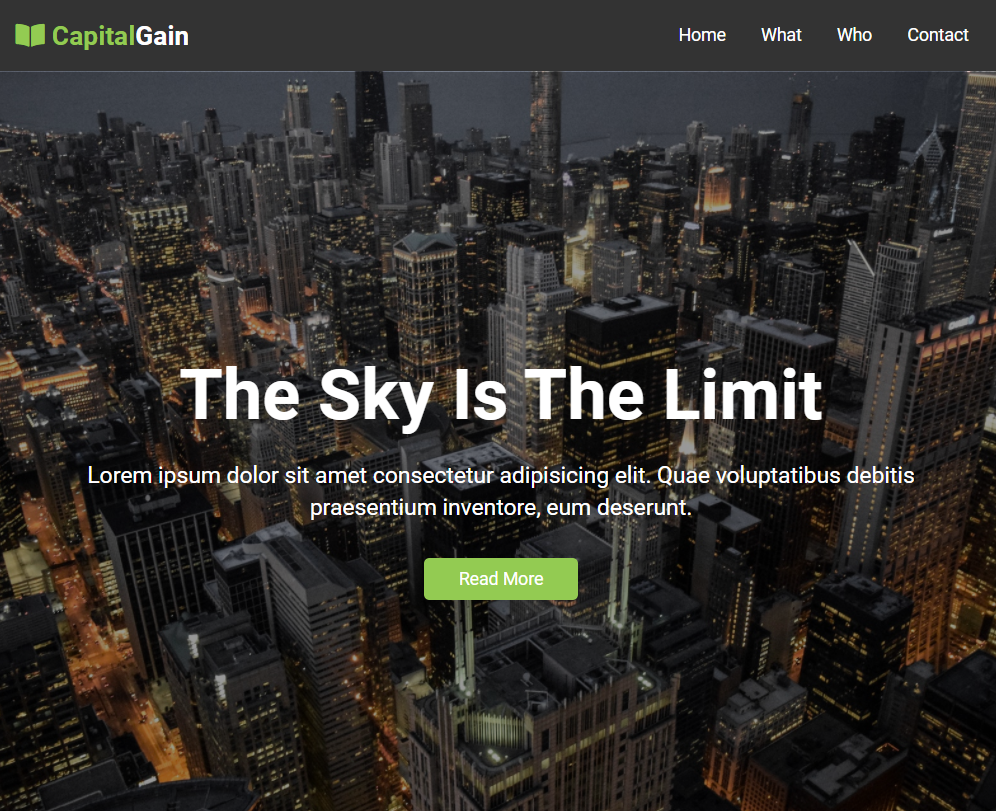 CapitalGain
Home
What
Who
Contact
The Sky Is The Limit
Lorem ipsum dolor sit amet consectetur adipisicing elit. Quae voluptatibus debitis
praesentium inventore, eum deserunt.
Read More